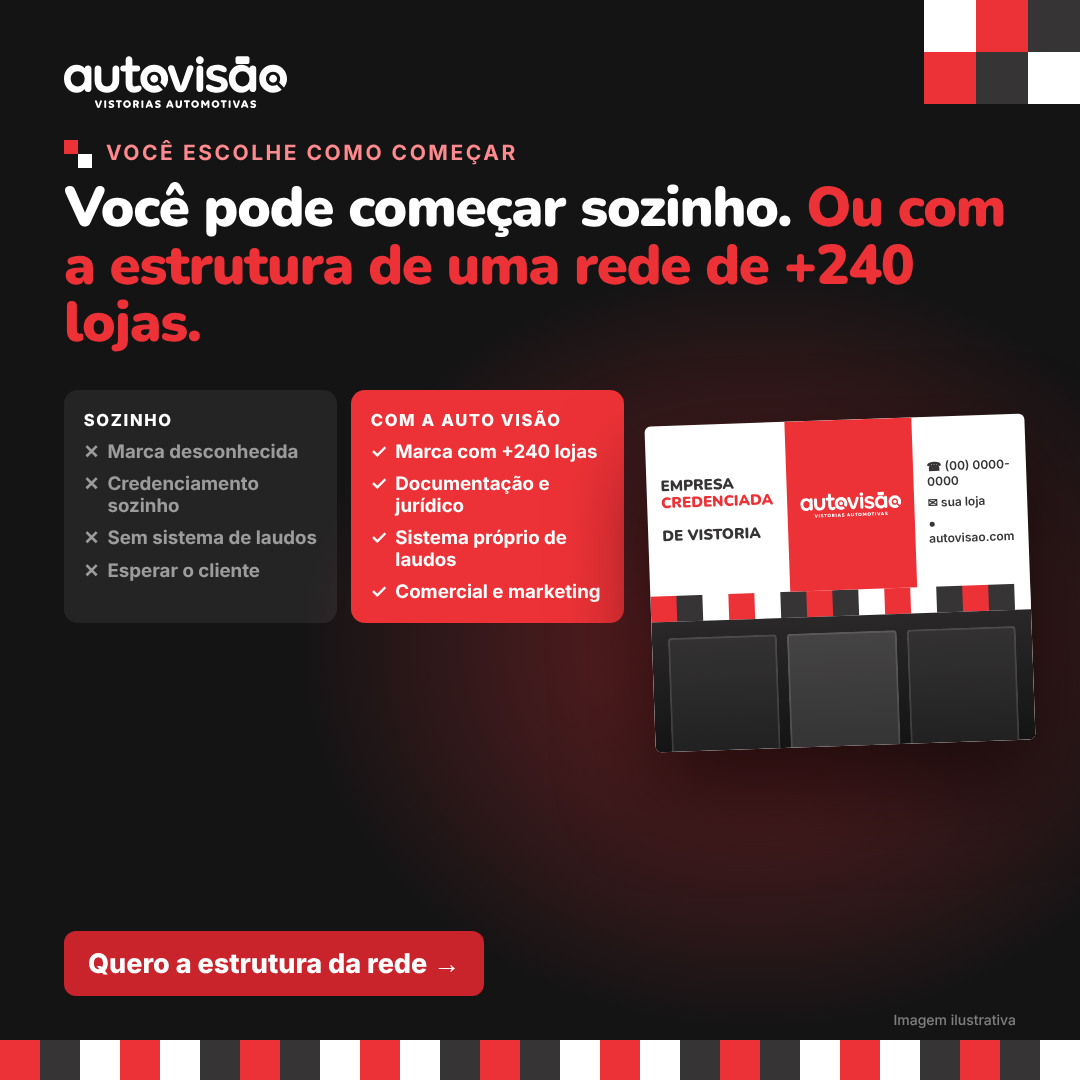 autovisão
VISTORIAS AUTOMOTIVAS
VOCÊ ESCOLHE COMO COMEÇAR
Você pode começar sozinho. Ou com
a estrutura de uma rede de +240
lojas.
SOZINHO
✕ Marca desconhecida
✕ Credenciamento
sozinho
✕ Sem sistema de laudos
✕ Esperar o cliente
COM A AUTO VISÃO
✓ Marca com +240 lojas
✓ Documentação e
jurídico
✓ Sistema próprio de
laudos
✓ Comercial e marketing
EMPRESA
CREDENCIADA
DE VISTORIA
autovisão
VISTORIAS AUTOMOTIVAS
☎ (00) 0000-
0000
✉ sua loja
●
autovisao.com
Quero a estrutura da rede →
Imagem ilustrativa